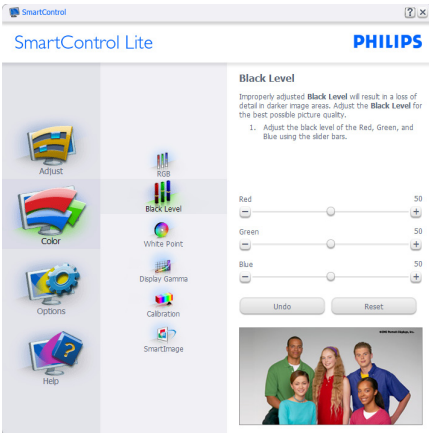 SmartControl
SmartControl Lite
PHILIPS
Adjust
Color
Options
Help
RGB
Black Level
White Point
Display Gamma
Calibration
SmartImage
Black Level
Improperly adjusted Black Level will result in a loss of
detail in darker image areas. Adjust the Black Level for
the best possible picture quality.
1. Adjust the black level of the Red, Green, and
Blue using the slider bars.
Red 50
Green 50
Blue 50
Undo Reset